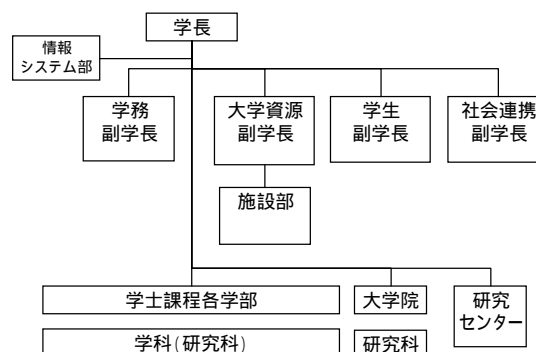 学長
情報
システム部
学務
副学長
大学資源
副学長
学生
副学長
社会連携
副学長
施設部
学士課程各学部
大学院
研究
センター
学科(研究科)
研究科